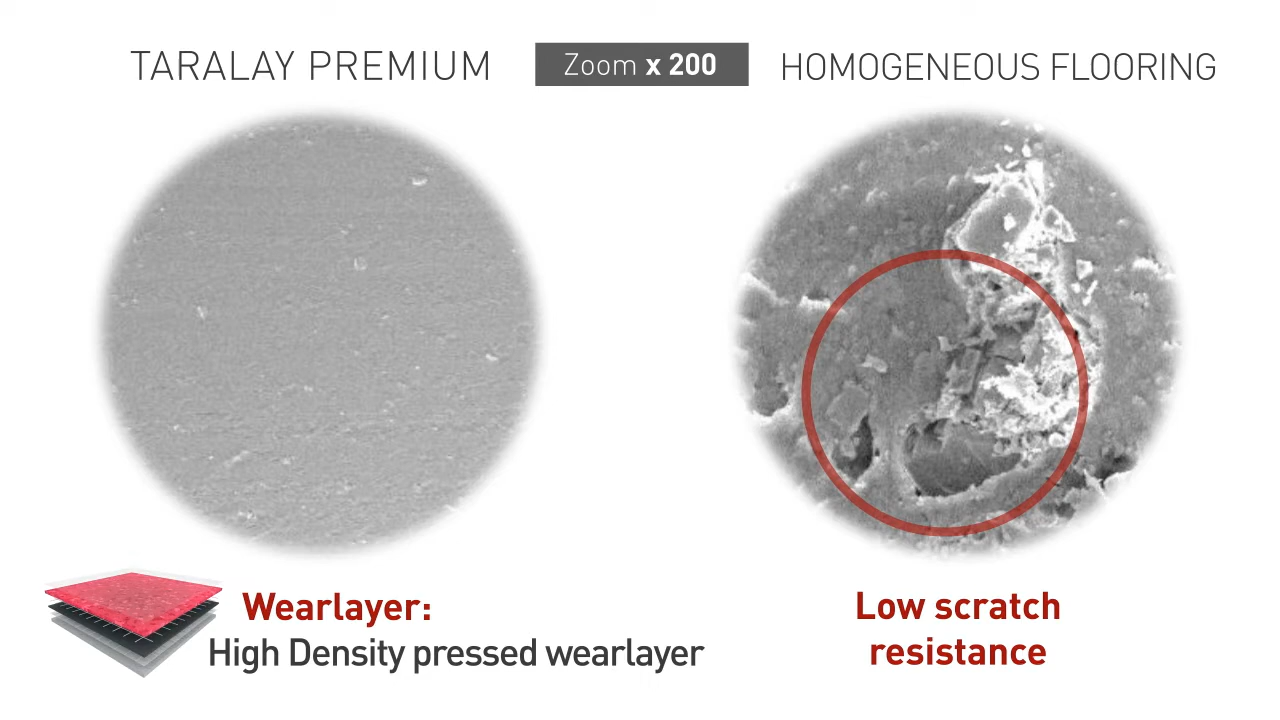 TARALAY PREMIUM
Zoom x 200
HOMOGENEOUS FLOORING
Wearlayer:
High Density pressed wearlayer
Low scratch
resistance